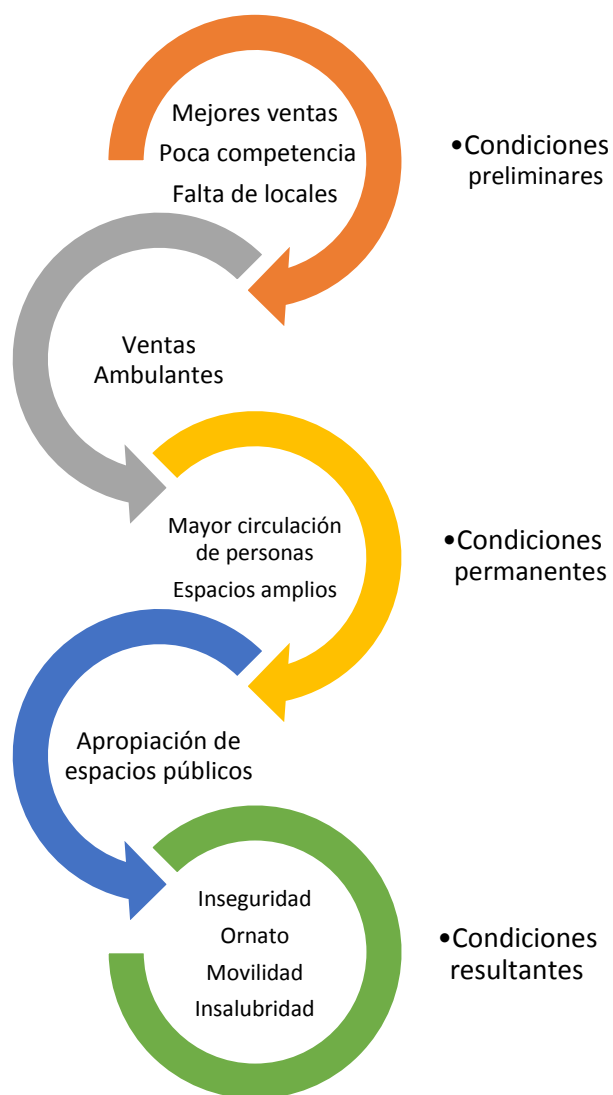 Mejores ventas
Poca competencia
Falta de locales
•Condiciones
preliminares
Ventas
Ambulantes
Mayor circulación
de personas
Espacios amplios
•Condiciones
permanentes
Apropiación de
espacios públicos
Inseguridad
Ornato
Movilidad
Insalubridad
•Condiciones
resultantes